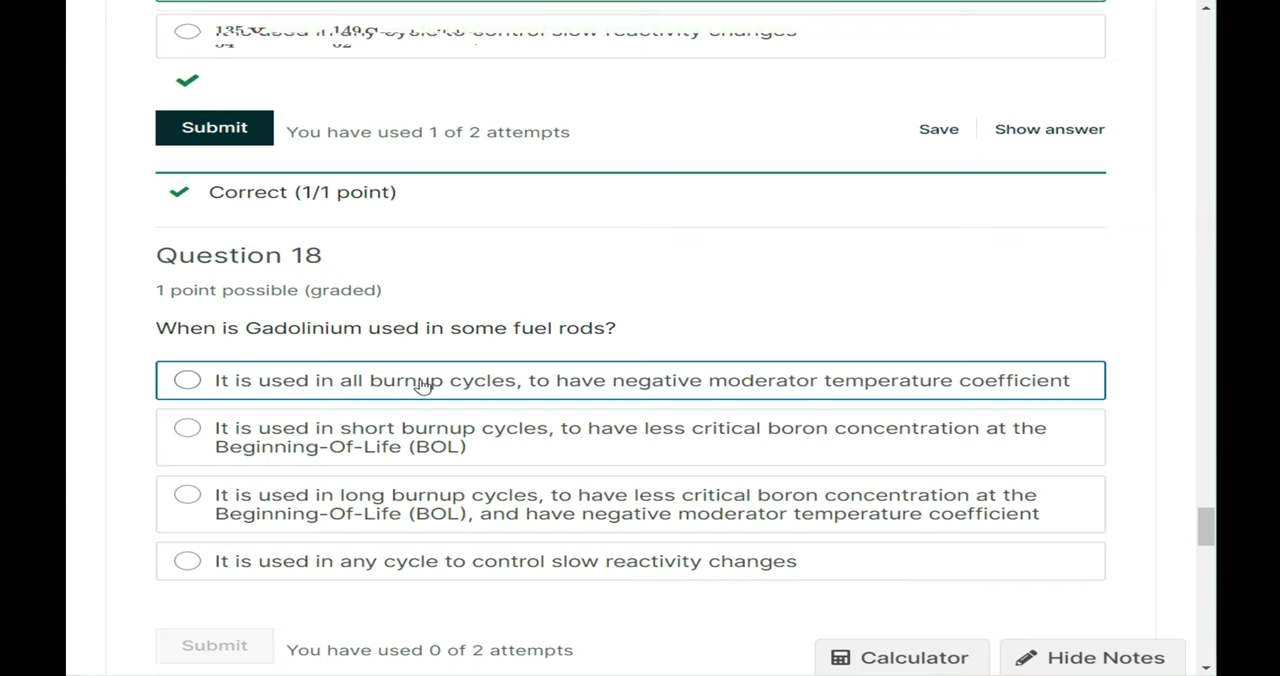 Submit
You have used 1 of 2 attempts
Save
Show answer
Correct (1/1 point)
Question 18
1 point possible (graded)
When is Gadolinium used in some fuel rods?
It is used in all burnup cycles, to have negative moderator temperature coefficient
It is used in short burnup cycles, to have less critical boron concentration at the
Beginning-Of-Life (BOL)
It is used in long burnup cycles, to have less critical boron concentration at the
Beginning-Of-Life (BOL), and have negative moderator temperature coefficient
It is used in any cycle to control slow reactivity changes
Submit
You have used 0 of 2 attempts
Calculator
Hide Notes